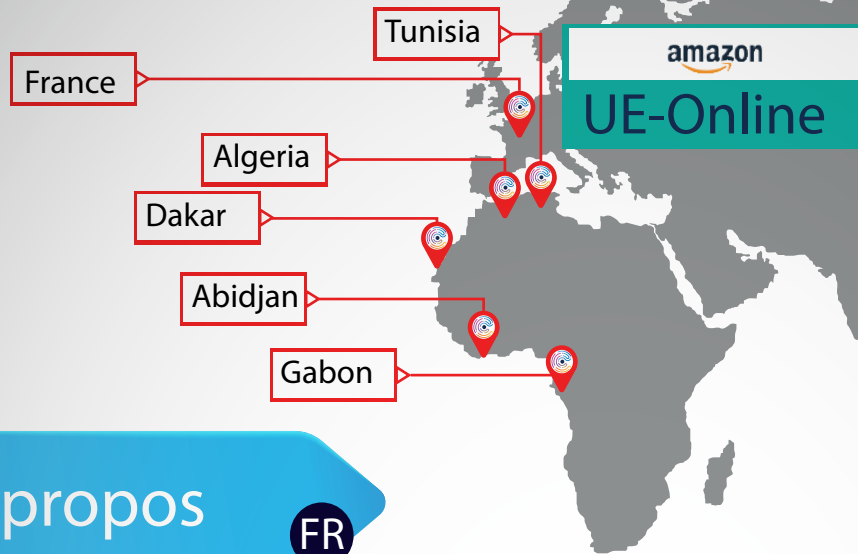 Tunisia
amazon
France
UE-Online
Algeria
Dakar
Abidjan
Gabon
propos
FR